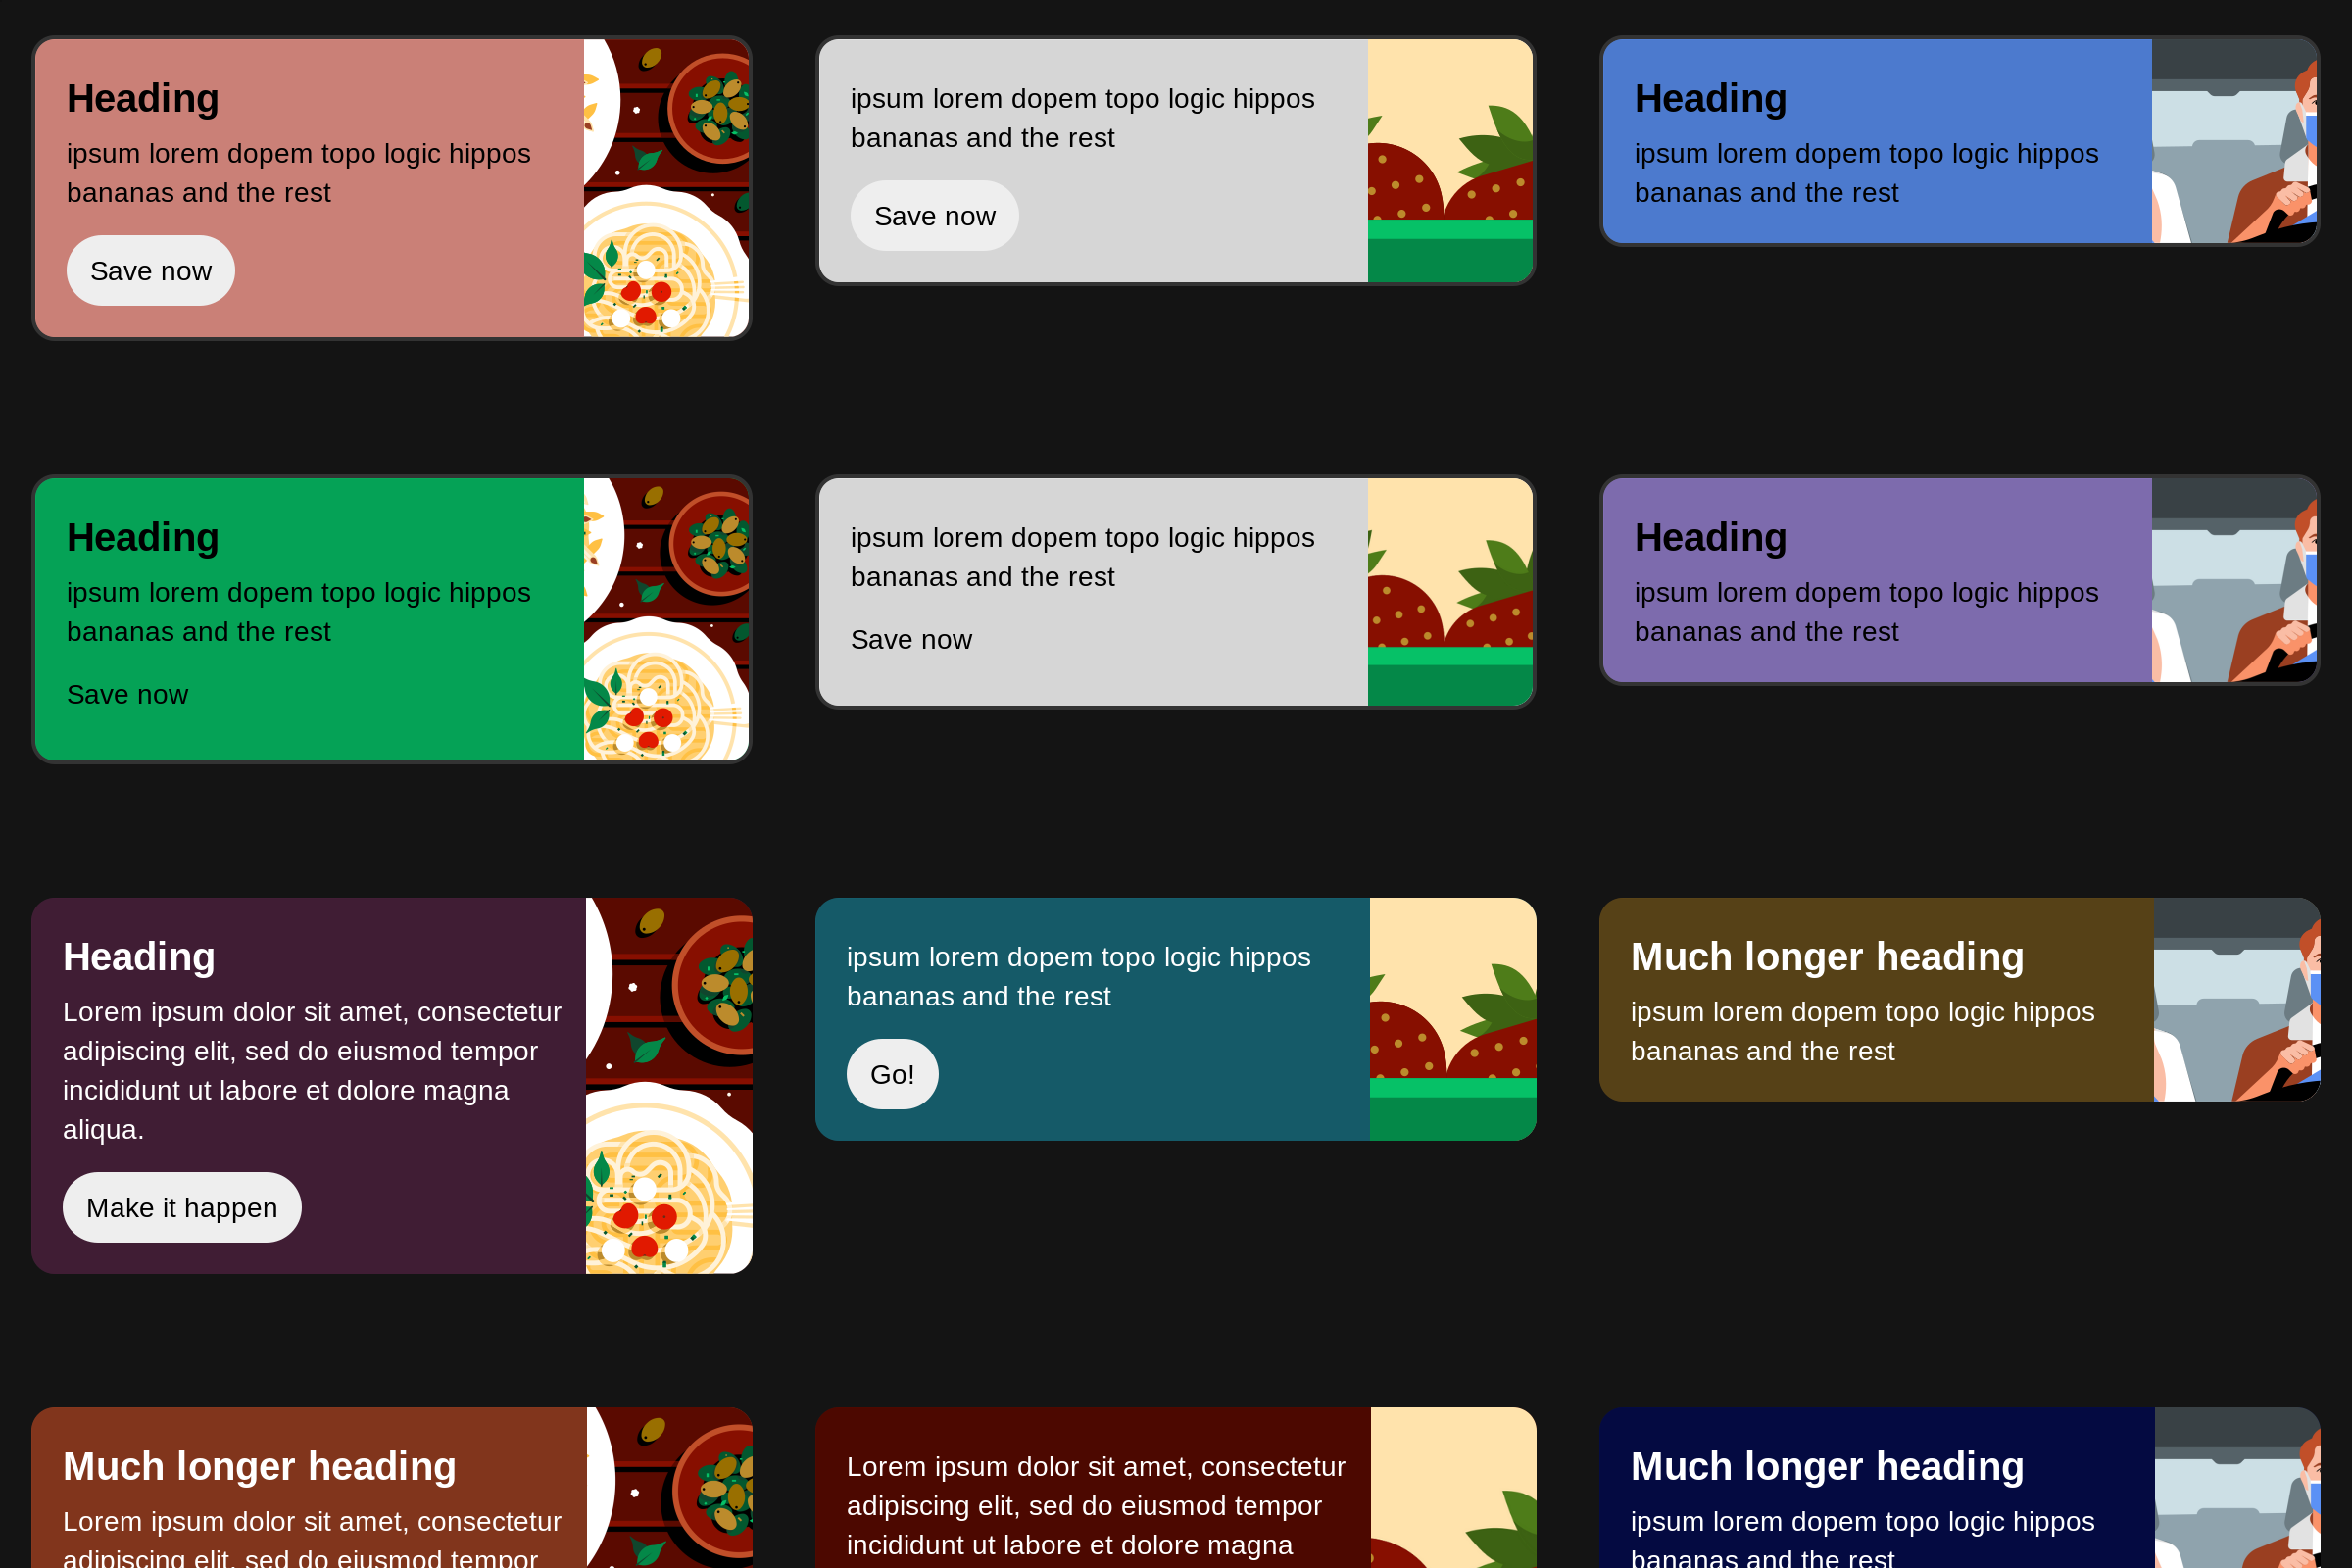 Heading
ipsum lorem dopem topo logic hippos
bananas and the rest
Save now
ipsum lorem dopem topo logic hippos
bananas and the rest
Save now
Heading
ipsum lorem dopem topo logic hippos
bananas and the rest
Heading
ipsum lorem dopem topo logic hippos
bananas and the rest
Save now
ipsum lorem dopem topo logic hippos
bananas and the rest
Save now
Heading
ipsum lorem dopem topo logic hippos
bananas and the rest
Heading
Lorem ipsum dolor sit amet, consectetur
adipiscing elit, sed do eiusmod tempor
incididunt ut labore et dolore magna
aliqua.
Make it happen
ipsum lorem dopem topo logic hippos
bananas and the rest
Go!
Much longer heading
ipsum lorem dopem topo logic hippos
bananas and the rest
Much longer heading
Lorem ipsum dolor sit amet, consectetur
adipiscing elit, sed do eiusmod tempor
Lorem ipsum dolor sit amet, consectetur
adipiscing elit, sed do eiusmod tempor
incididunt ut labore et dolore magna
Much longer heading
ipsum lorem dopem topo logic hippos
bananas and the rest